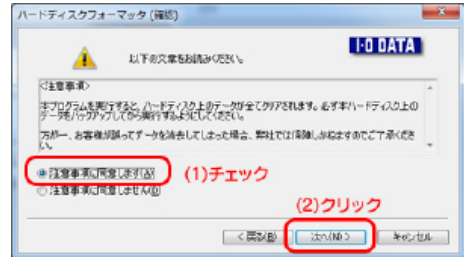 ハードディスクフォーマッタ (確認)
以下の文章をお読みください。
I-O DATA
<注意事項>
本プログラムを実行すると、ハードディスク上のデータが全てクリアされます。必ず本ハードディスク上の
データをバックアップしてから実行するようにしてください。
万が一、お客様が誤ってデータを消去してしまった場合、弊社では保障しかねますのでご了承くださ
い。
注意事項に同意します(A)
(1)チェック
注意事項に同意しません(D)
(2)クリック
< 戻る(B)
次へ(N) >
キャンセル